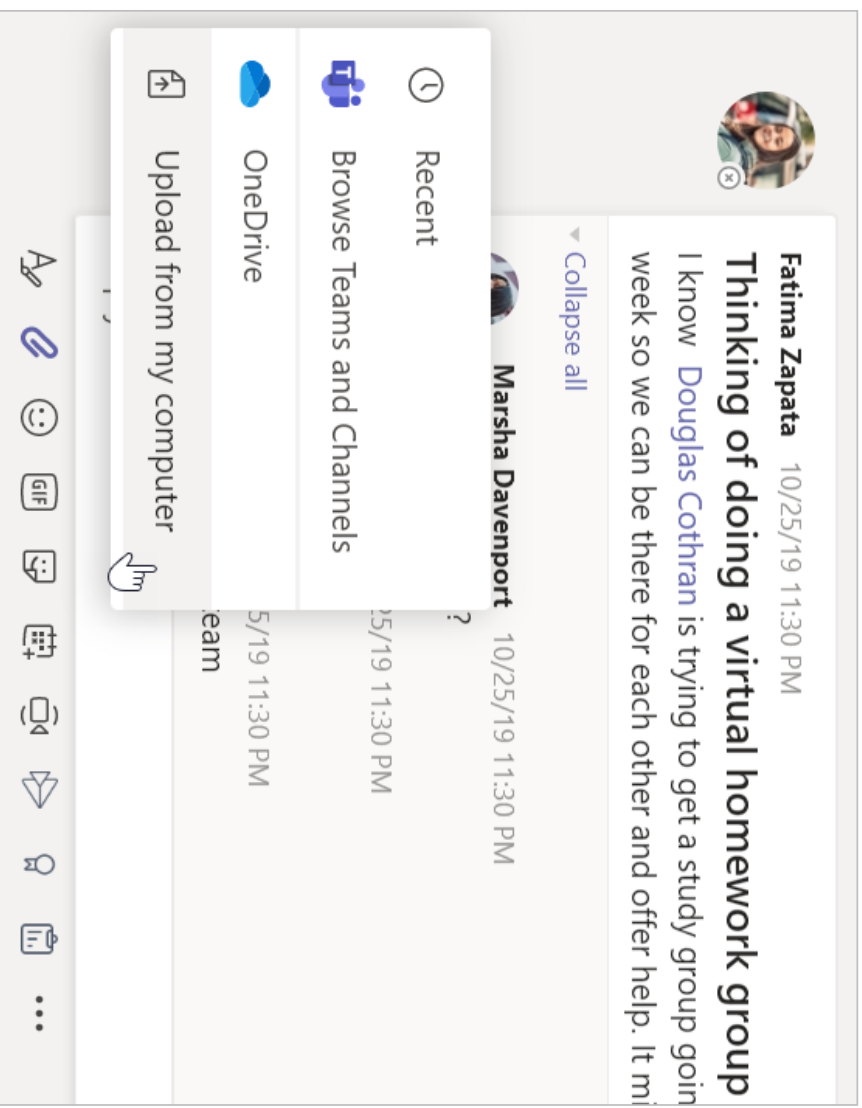 Fatima Zapata 10/25/19 11:30 PM
Thinking of doing a virtual homework group
I know Douglas Cothran is trying to get a study group goin
week so we can be there for each other and offer help. It mi
Collapse all
Marsha Davenport 10/25/19 11:30 PM
?
25/19 11:30 PM
5/19 11:30 PM
team
Recent
Browse Teams and Channels
OneDrive
Upload from my computer
GIF